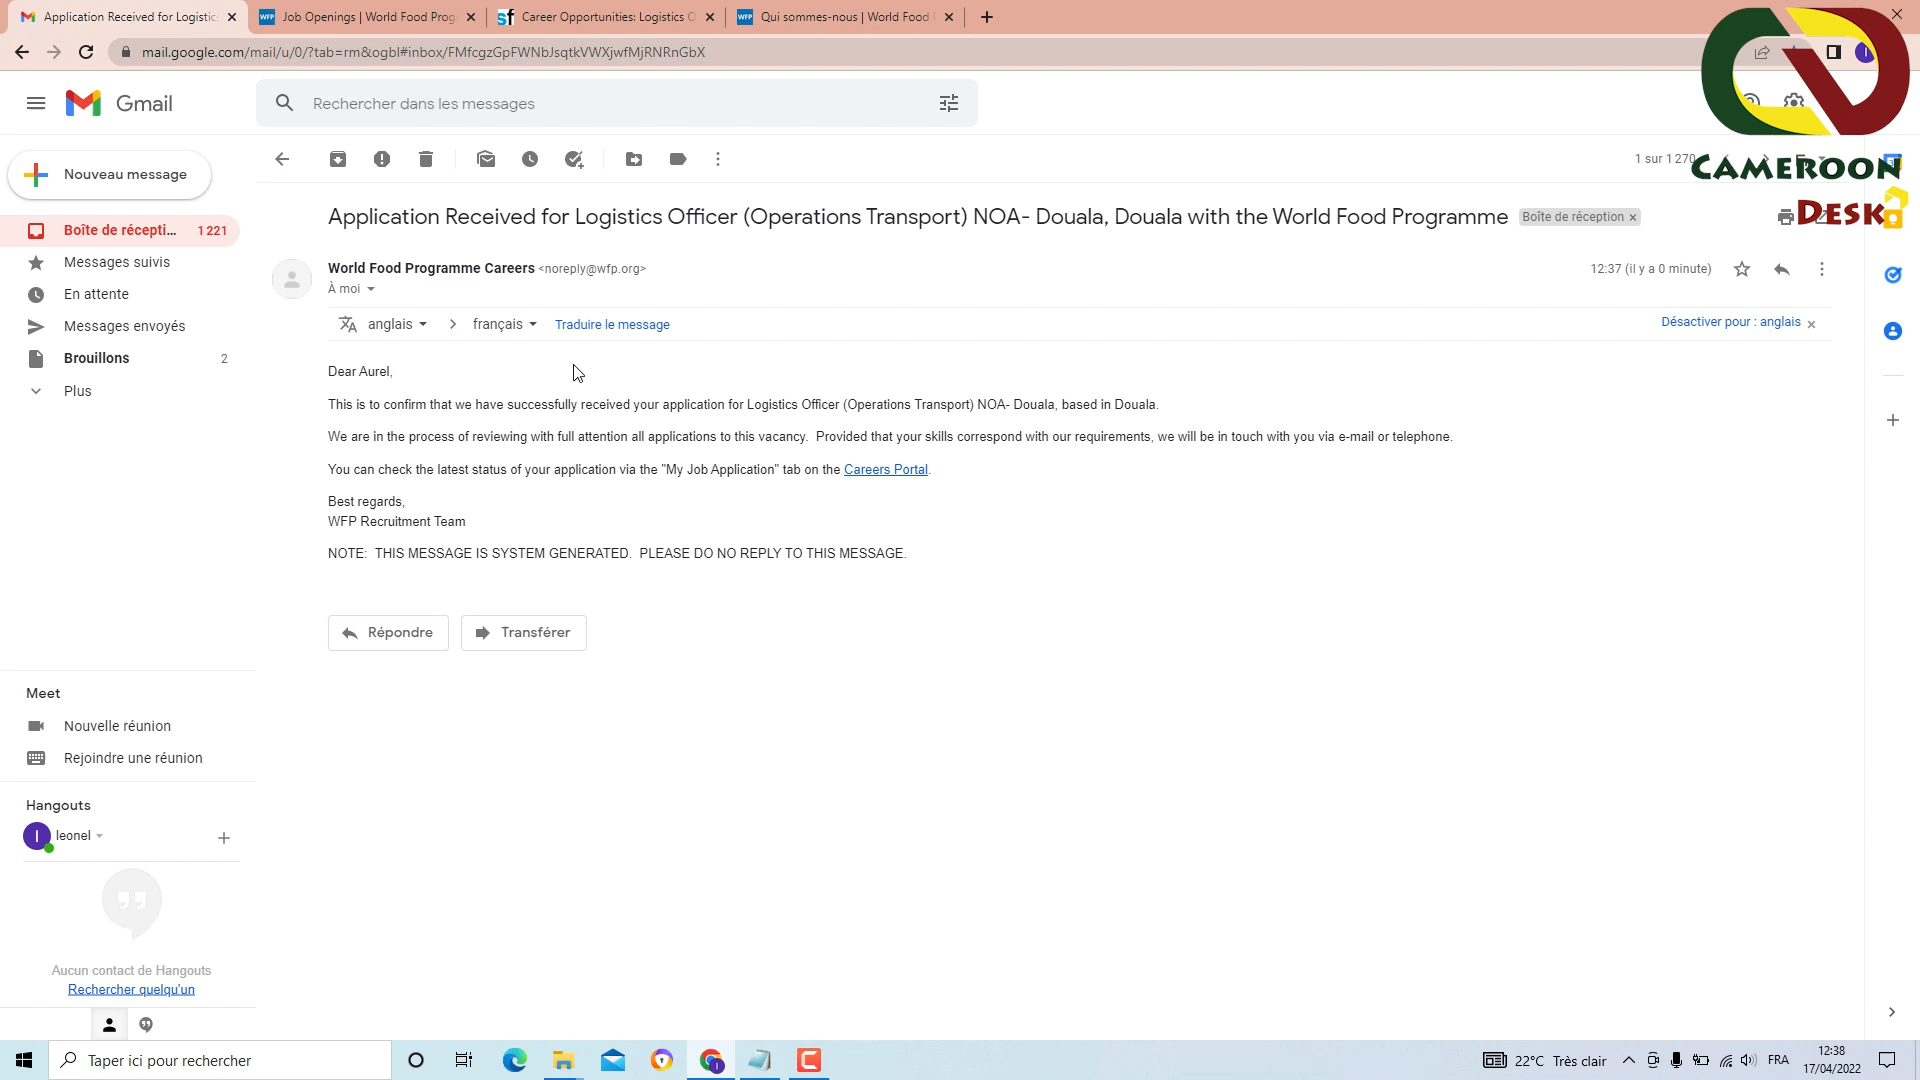 Application Received for Logistics
WFP Job Openings | World Food Prog
sf Career Opportunities: Logistics O
WFP Qui sommes-nous | World Food
mail.google.com/mail/u/0/?tab=rm&ogbl#inbox/FMfcgzGpFWNbJsqtkVWXjwfMjRNRnGbX
Gmail
Rechercher dans les messages
Nouveau message
1 sur 1 270
CAMEROON
DESK
Boîte de récepti... 1 221
Messages suivis
En attente
Messages envoyés
Brouillons 2
Plus
Application Received for Logistics Officer (Operations Transport) NOA- Douala, Douala with the World Food Programme
Boîte de réception ×
World Food Programme Careers <noreply@wfp.org>
12:37 (il y a 0 minute)
À moi
anglais > français Traduire le message
Désactiver pour : anglais ×
Dear Aurel,
This is to confirm that we have successfully received your application for Logistics Officer (Operations Transport) NOA- Douala, based in Douala.
We are in the process of reviewing with full attention all applications to this vacancy.  Provided that your skills correspond with our requirements, we will be in touch with you via e-mail or telephone.
You can check the latest status of your application via the "My Job Application" tab on the Careers Portal.
Best regards,
WFP Recruitment Team
NOTE:  THIS MESSAGE IS SYSTEM GENERATED.  PLEASE DO NO REPLY TO THIS MESSAGE.
Répondre
Transférer
Meet
Nouvelle réunion
Rejoindre une réunion
Hangouts
l leonel
Aucun contact de Hangouts
Rechercher quelqu'un
Taper ici pour rechercher
22°C Très clair
FRA
12:38
17/04/2022